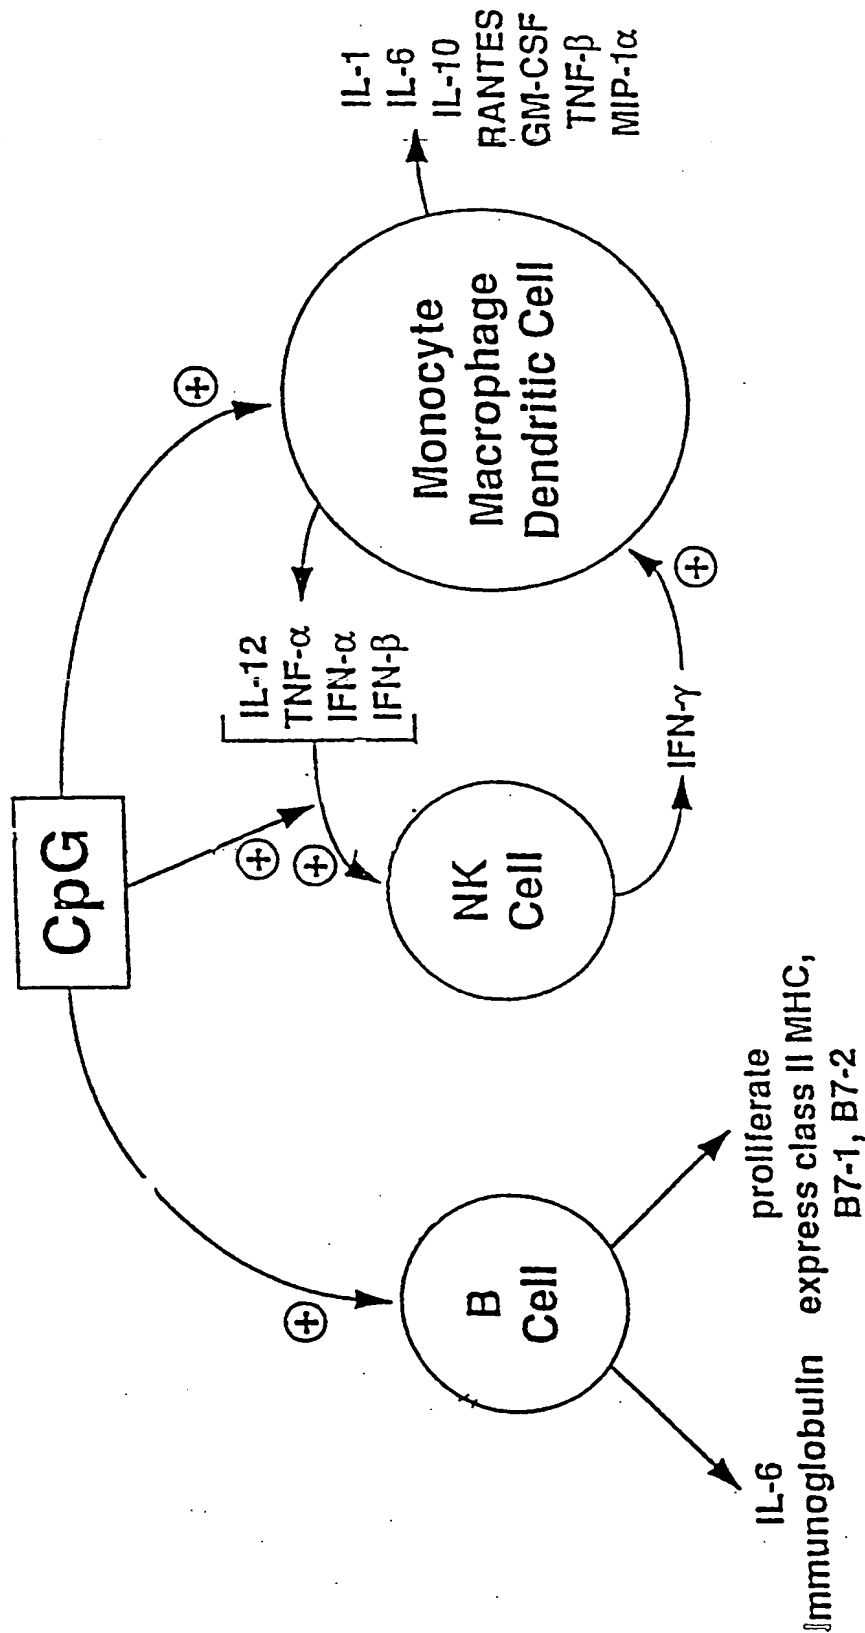 CpG
⊕
⊕
⊕
⊕
IL-12
TNF-α
IFN-α
IFN-β
B
Cell
NK
Cell
Monocyte
Macrophage
Dendritic Cell
IL-1
IL-6
IL-10
RANTES
GM-CSF
TNF-β
MIP-1α
IFN-γ
⊕
IL-6
Immunoglobulin
proliferate
express class II MHC,
B7-1, B7-2